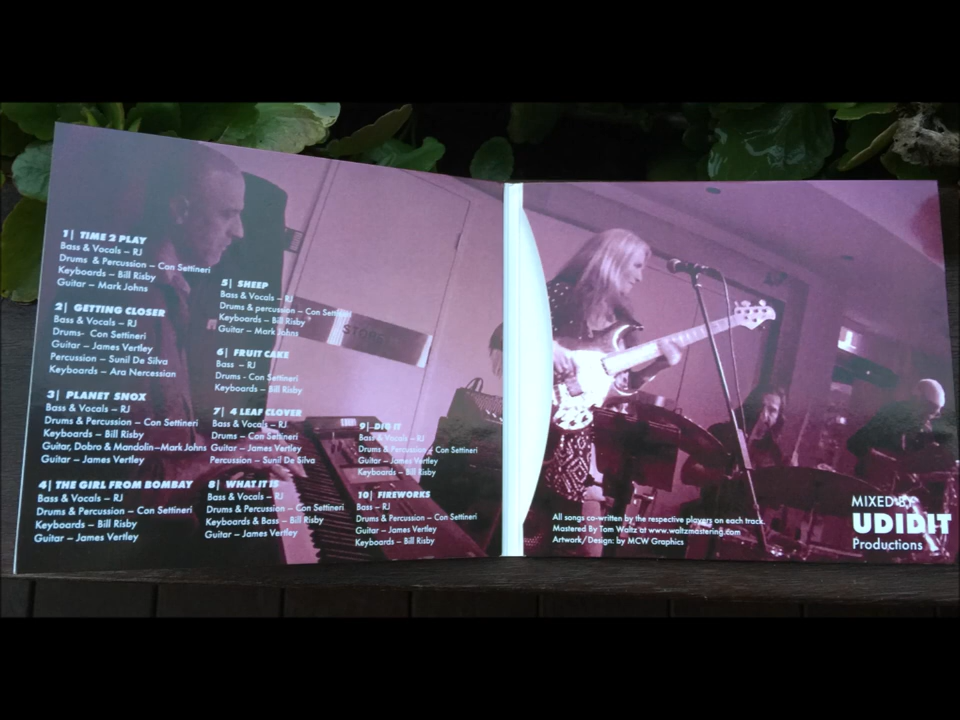 1| TIME 2 PLAY
Bass & Vocals – RJ
Drums & Percussion – Con Settineri
Keyboards – Bill Risby
Guitar – Mark Johns
2| GETTING CLOSER
Bass & Vocals – RJ
Drums- Con Settineri
Guitar – James Vertley
Percussion – Sunil De Silva
Keyboards – Ara Nercessian
3| PLANET SNOX
Bass & Vocals – RJ
Drums & Percussion – Con Settineri
Keyboards – Bill Risby
Guitar, Dobro & Mandolin–Mark Johns
Guitar – James Vertley
4| THE GIRL FROM BOMBAY
Bass & Vocals – RJ
Drums & Percussion – Con Settineri
Keyboards – Bill Risby
Guitar – James Vertley
5| SHEEP
Bass & Vocals – RJ
Drums & percussion – Con Settineri
Keyboards – Bill Risby
Guitar – Mark Johns
6| FRUIT CAKE
Bass – RJ
Drums - Con Settineri
Keyboards – Bill Risby
7| 4 LEAF CLOVER
Bass & Vocals – RJ
Drums – Con Settineri
Guitar – James Vertley
Percussion – Sunil De Silva
8| WHAT IT IS
Bass & Vocals – RJ
Drums & Percussion – Con Settineri
Keyboards & Bass – Bill Risby
Guitar – James Vertley
9| DID IT
Bass & Vocals – RJ
Drums & Percussion – Con Settineri
Guitar – James Vertley
Keyboards – Bill Risby
10| FIREWORKS
Bass – RJ
Drums & Percussion – Con Settineri
Guitar – James Vertley
Keyboards – Bill Risby
All songs co-written by the respective players on each track.
Mastered By Tom Waltz at www.waltzmastering.com
Artwork/Design: by MCW Graphics
MIXED BY
UDIDIT
Productions